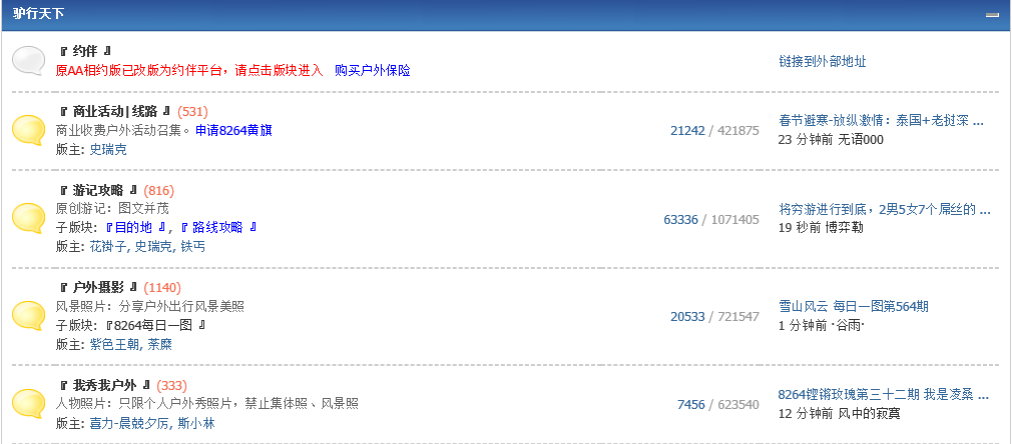 驴行天下
『 约伴 』
原AA相约版已改版为约伴平台，请点击版块进入 购买户外保险
链接到外部地址
『 商业活动|线路 』 (531)
商业收费户外活动召集。申请8264黄旗
版主: 史瑞克
21242 / 421875
春节避寒-放纵激情：泰国+老挝深 ...
23 分钟前 无语000
『 游记攻略 』 (816)
原创游记：图文并茂
子版块: 『目的地 』, 『 路线攻略 』
版主: 花褂子, 史瑞克, 铁丐
63336 / 1071405
将穷游进行到底，2男5女7个屌丝的 ...
19 秒前 博弈勒
『 户外摄影 』 (1140)
风景照片：分享户外出行风景美照
子版块: 『8264每日一图 』
版主: 紫色王朝, 荼糜
20533 / 721547
雪山风云 每日一图第564期
1 分钟前 ·谷雨·
『 我秀我户外 』 (333)
人物照片：只限个人户外秀照片，禁止集体照、风景照
版主: 喜力-晨兢夕厉, 斯小林
7456 / 623540
8264铿锵玫瑰第三十二期 我是凌桑 ...
12 分钟前 风中的寂寞